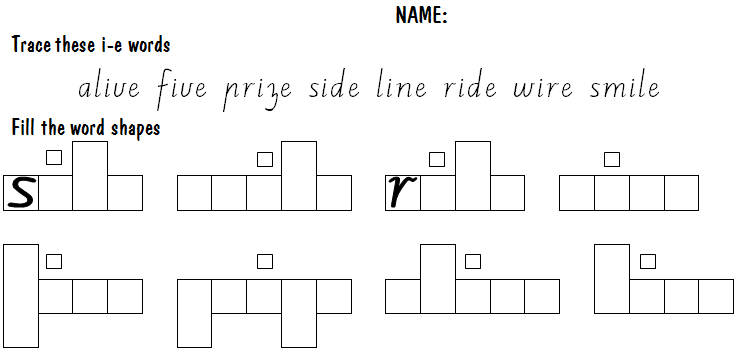 NAME:
Trace these i-e words
alive five prize side line ride wire smile
Fill the word shapes
s r